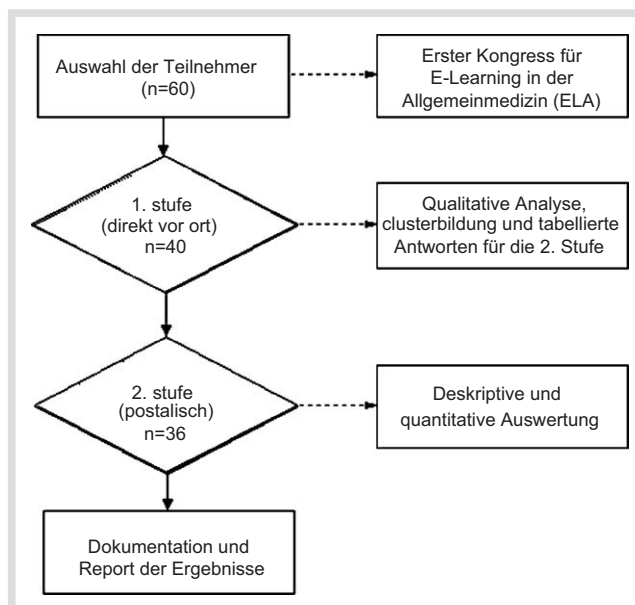 Auswahl der Teilnehmer
(n=60)
Erster Kongress für
E-Learning in der
Allgemeinmedizin (ELA)
1. stufe
(direkt vor ort)
n=40
Qualitative Analyse,
clusterbildung und tabellierte
Antworten für die 2. Stufe
2. stufe
(postalisch)
n=36
Deskriptive und
quantitative Auswertung
Dokumentation und
Report der Ergebnisse